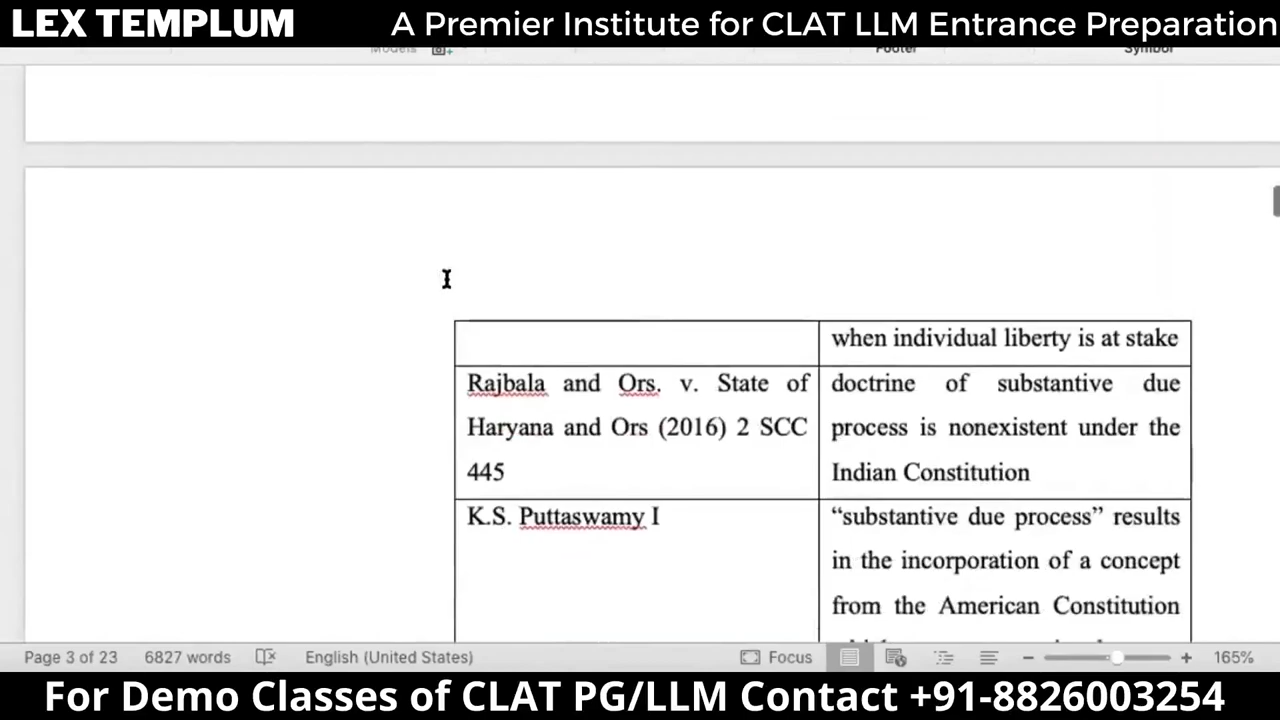 LEX TEMPLUM
A Premier Institute for CLAT LLM Entrance Preparation
Models
Footer
Symbol
when individual liberty is at stake
Rajbala and Ors. v. State of
Haryana and Ors (2016) 2 SCC
445
doctrine of substantive due
process is nonexistent under the
Indian Constitution
K.S. Puttaswamy I
“substantive due process” results
in the incorporation of a concept
from the American Constitution
Page 3 of 23
6827 words
English (United States)
Focus
165%
For Demo Classes of CLAT PG/LLM Contact +91-8826003254